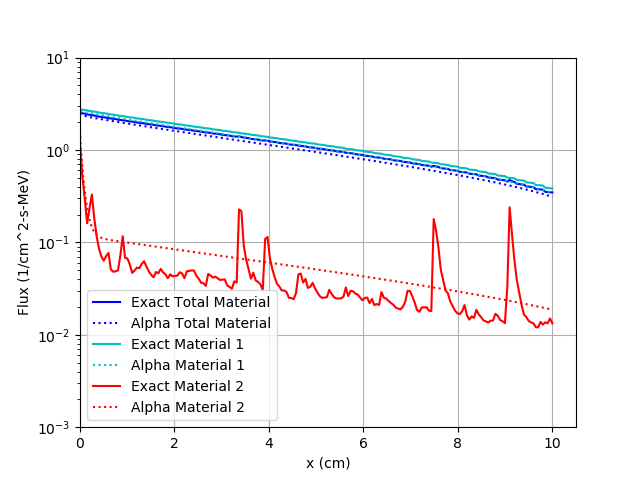 10^1
10^0
10^−1
10^−2
10^−3
Flux (1/cm^2-s-MeV)
Exact Total Material
Alpha Total Material
Exact Material 1
Alpha Material 1
Exact Material 2
Alpha Material 2
0 2 4 6 8 10
x (cm)